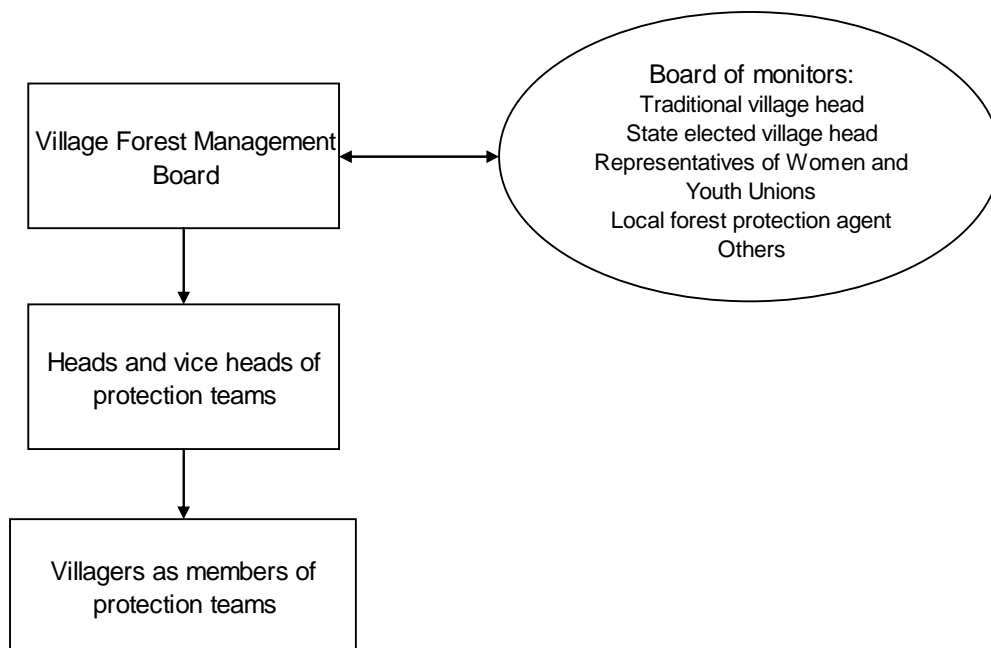 Village Forest Management
Board
Board of monitors:
Traditional village head
State elected village head
Representatives of Women and
Youth Unions
Local forest protection agent
Others
Heads and vice heads of
protection teams
Villagers as members of
protection teams